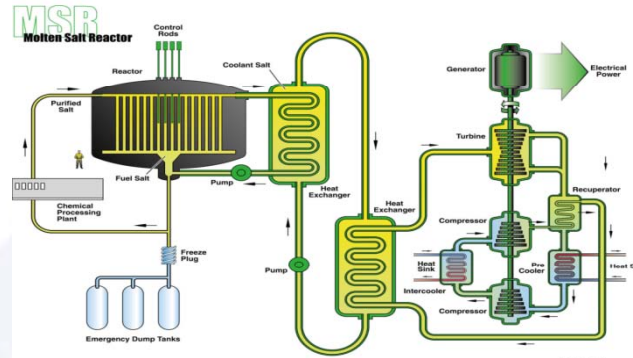 MSR
Molten Salt Reactor
Control
Rods
Reactor
Purified
Salt
Coolant Salt
Fuel Salt
Pump
Heat
Exchanger
Chemical
Processing
Plant
Freeze
Plug
Emergency Dump Tanks
Pump
Heat
Exchanger
Generator
Electrical
Power
Turbine
Recuperator
Compressor
Heat
Sink
Pre
Cooler
Heat S
Intercooler
Compressor